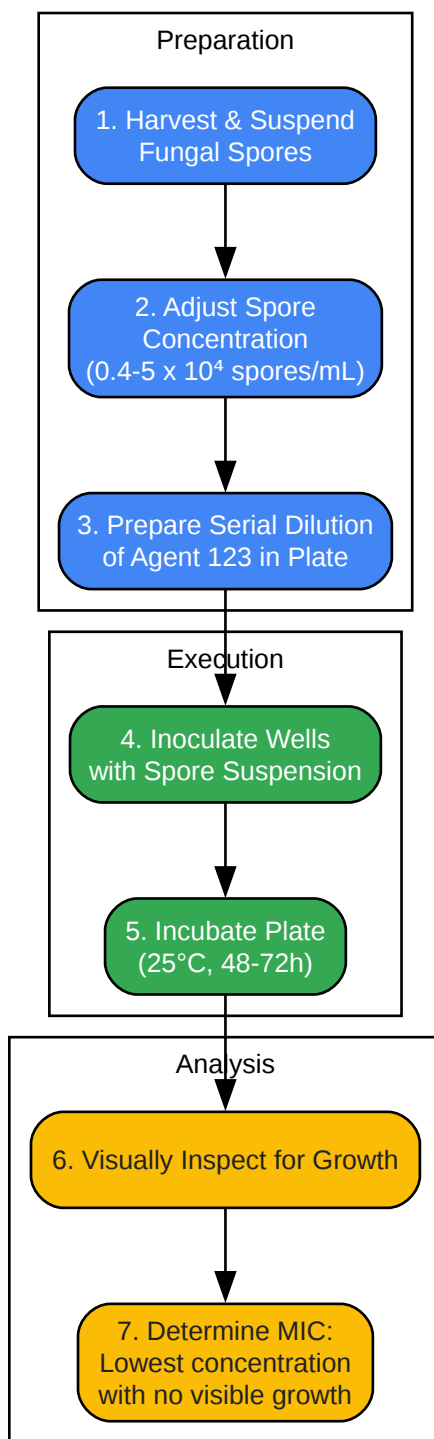 Preparation
1. Harvest & Suspend
Fungal Spores
2. Adjust Spore
Concentration
(0.4-5 x 10⁴ spores/mL)
3. Prepare Serial Dilution
of Agent 123 in Plate
Execution
4. Inoculate Wells
with Spore Suspension
5. Incubate Plate
(25°C, 48-72h)
Analysis
6. Visually Inspect for Growth
7. Determine MIC:
Lowest concentration
with no visible growth